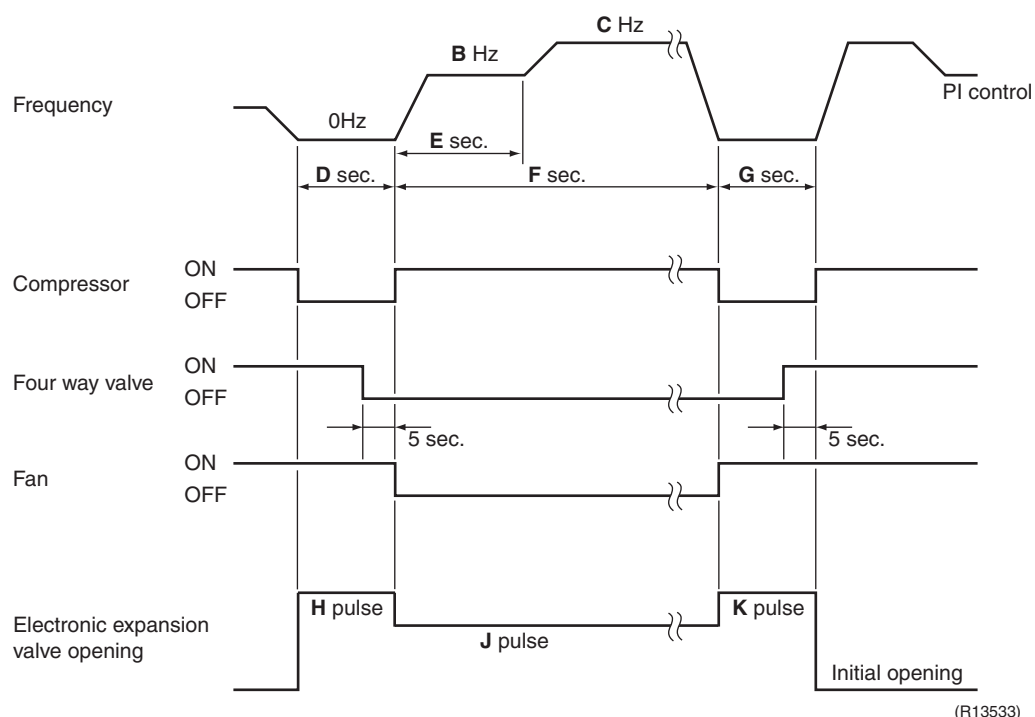 C Hz
B Hz
Frequency
0Hz
PI control
E sec.
D sec.
F sec.
G sec.
ON
Compressor
OFF
ON
Four way valve
OFF
5 sec.
5 sec.
ON
Fan
OFF
H pulse
K pulse
Electronic expansion
valve opening
J pulse
Initial opening
(R13533)